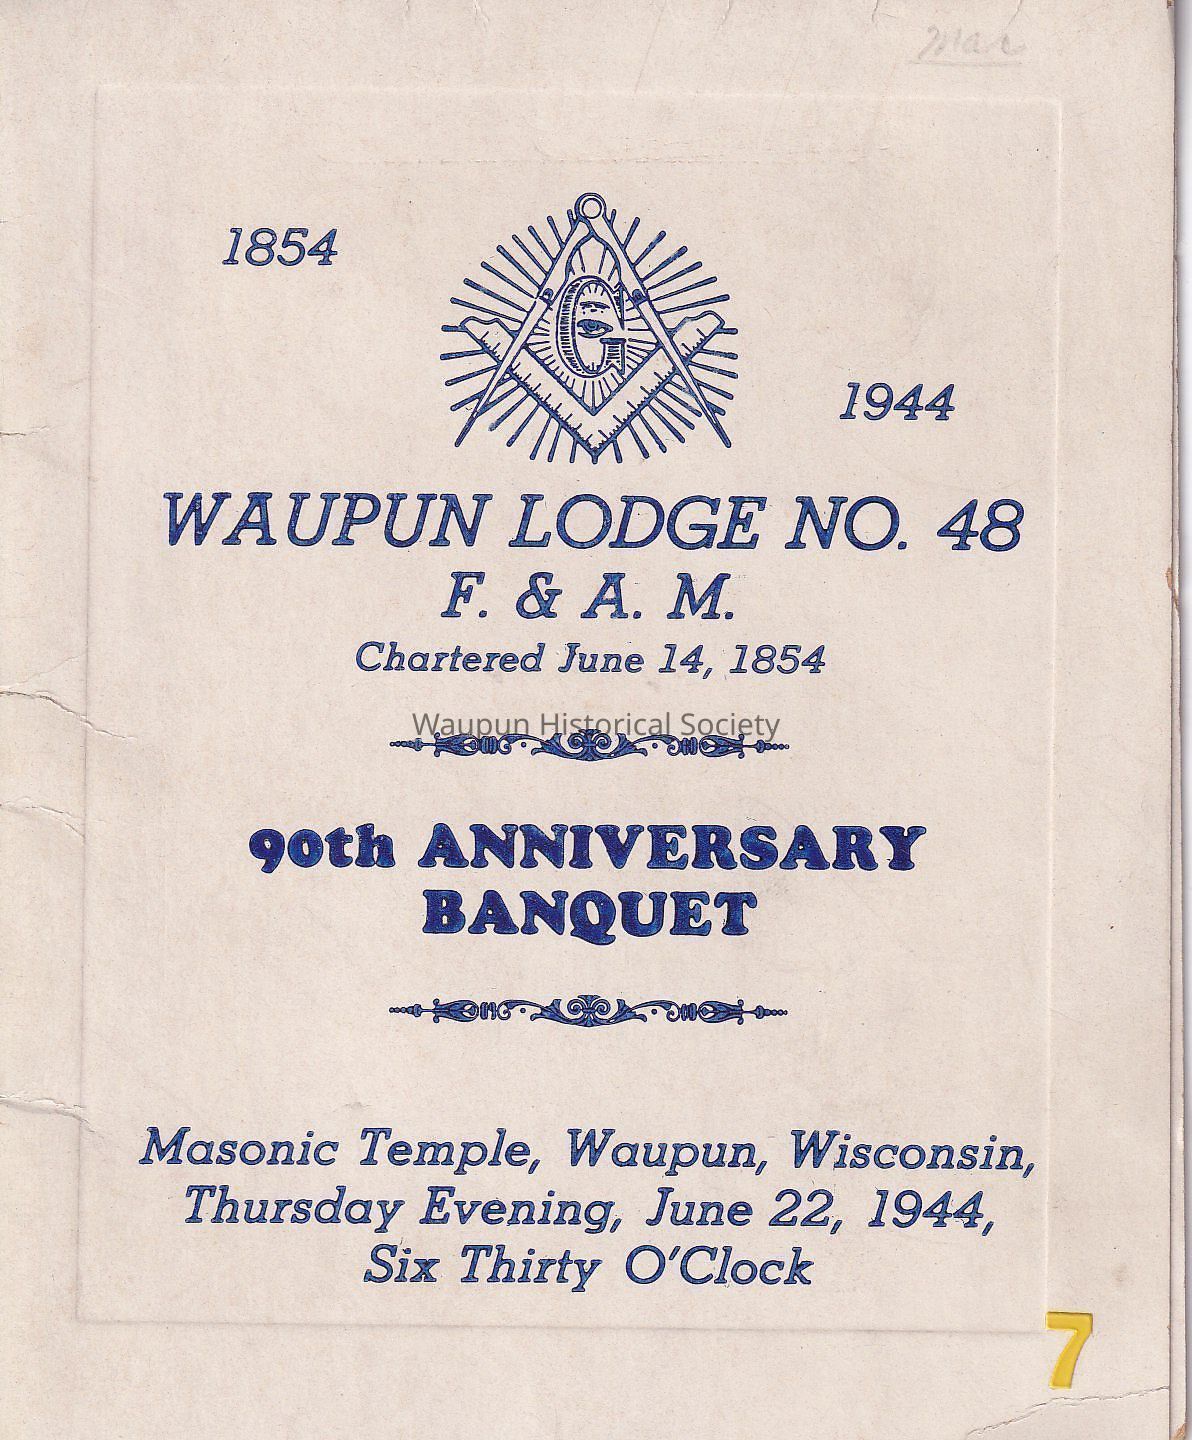 1854
G
1944
WAUPUN LODGE NO. 48
F. & A. M.
Chartered June 14, 1854
Waupun Historical Society
90th ANNIVERSARY
BANQUET
Masonic Temple, Waupun, Wisconsin,
Thursday Evening, June 22, 1944,
Six Thirty O'Clock
7